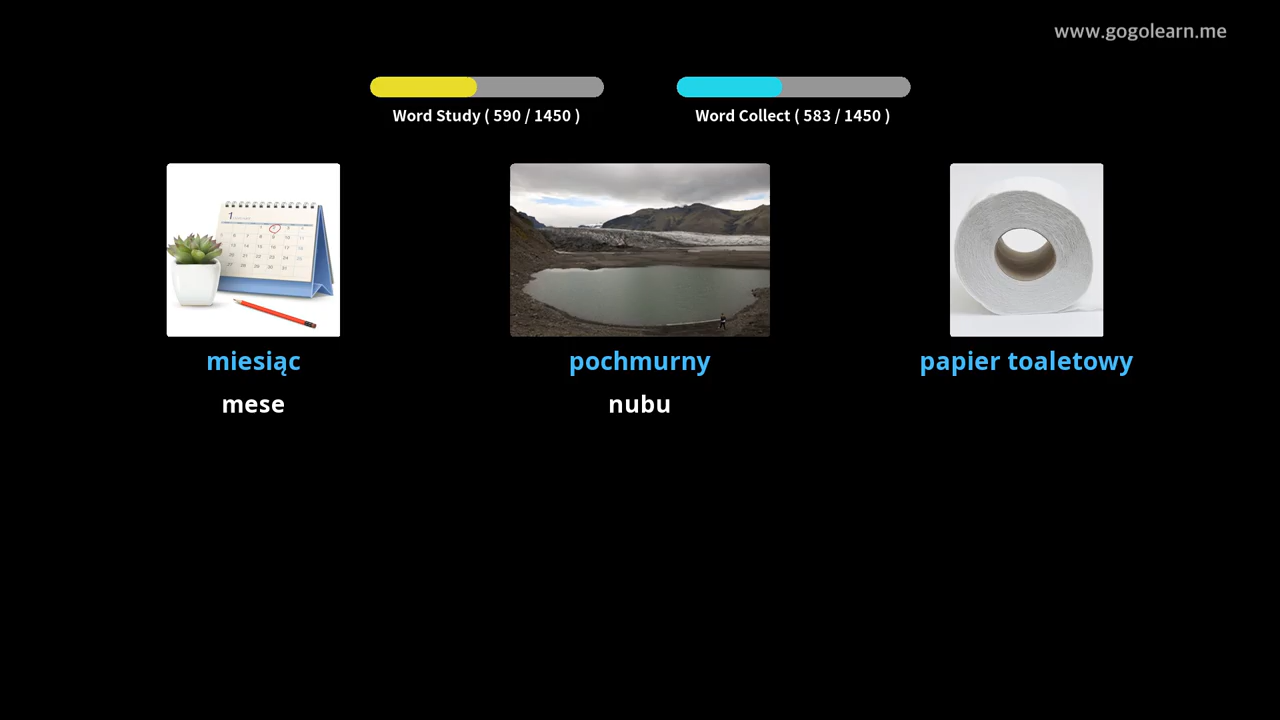 www.gogolearn.me
Word Study ( 590 / 1450 )
Word Collect ( 583 / 1450 )
miesiąc
pochmurny
papier toaletowy
mese
nubu